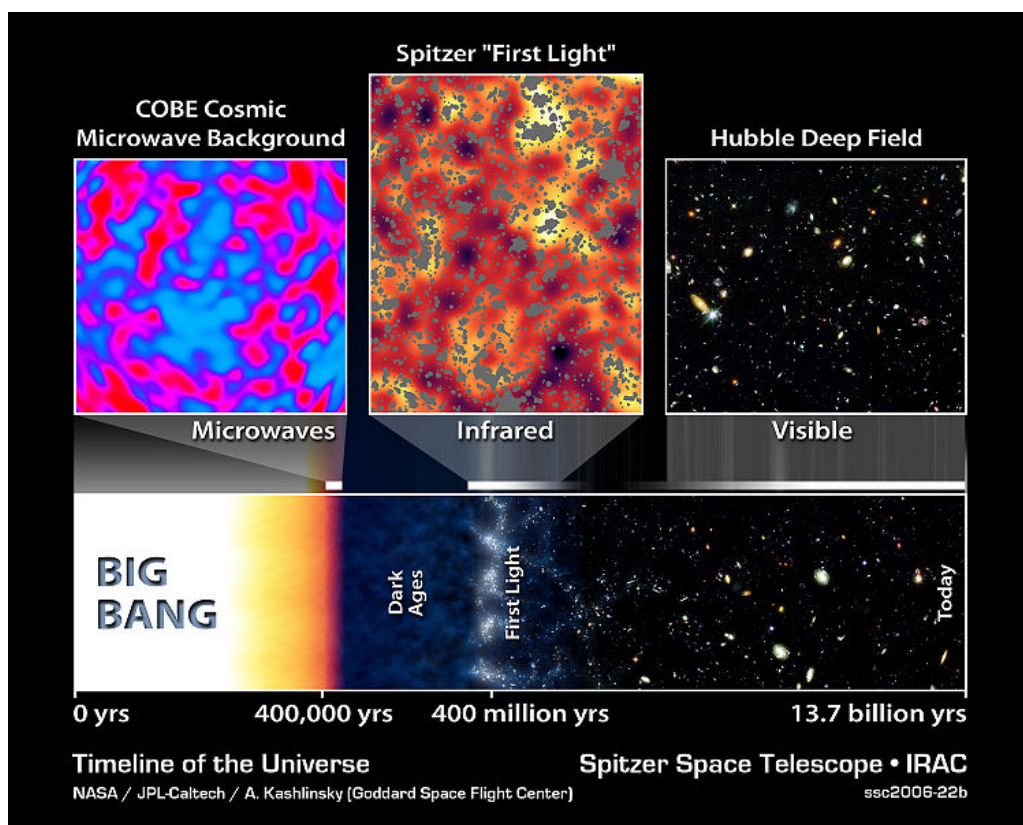 Spitzer "First Light"
COBE Cosmic
Microwave Background
Hubble Deep Field
Microwaves
Infrared
Visible
BIG
BANG
Dark
Ages
First Light
Today
0 yrs
400,000 yrs
400 million yrs
13.7 billion yrs
Timeline of the Universe
NASA / JPL-Caltech / A. Kashlinsky (Goddard Space Flight Center)
Spitzer Space Telescope • IRAC
ssc2006-22b